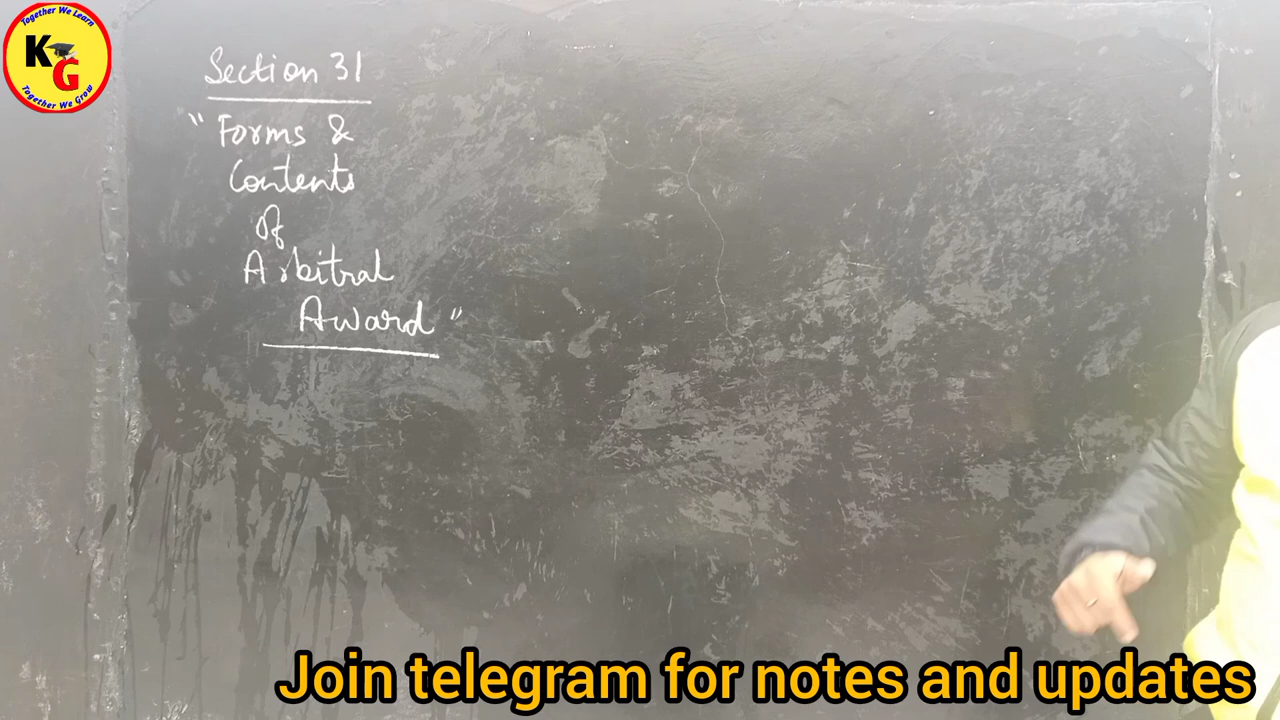 Together We Learn
KG
Together We Grow
Section 31
"Forms &
Contents
of
Arbitral
Award"
Join telegram for notes and updates